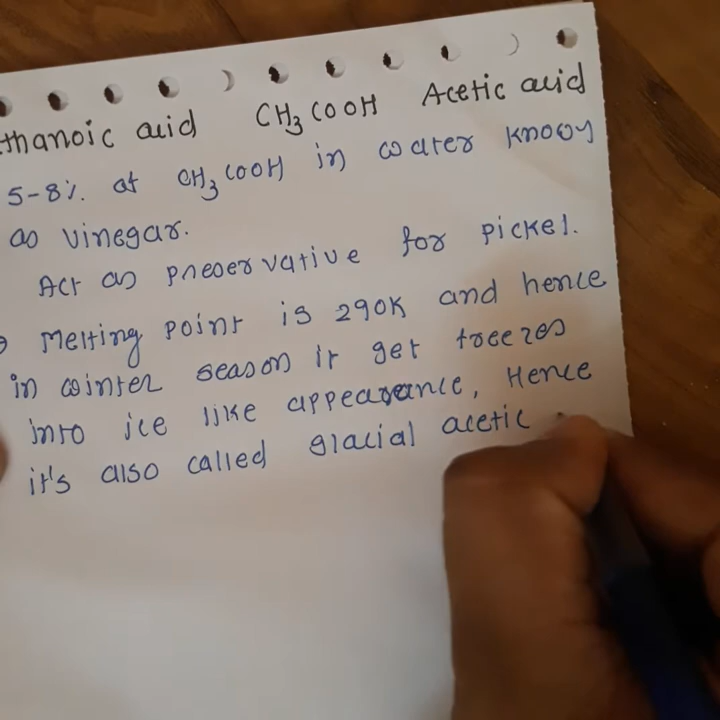 thanoic acid CH3COOH Acetic acid
5-8% of CH3COOH in water know
as vinegar.
Act as preservative for pickel.
Melting point is 290K and hence
in winter season it get freezes
into ice like appearance, Hence
it's also called glacial acetic